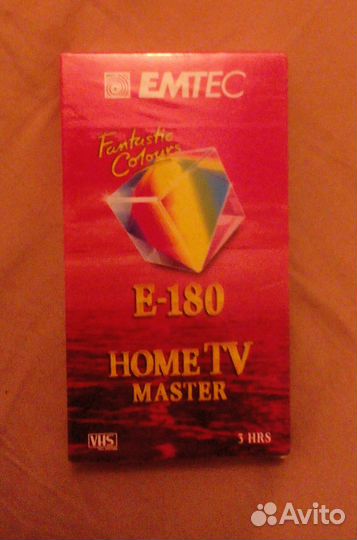 EMTEC
Fantastic
Colours
E-180
HOME TV
MASTER
VHS
3 HRS
Avito